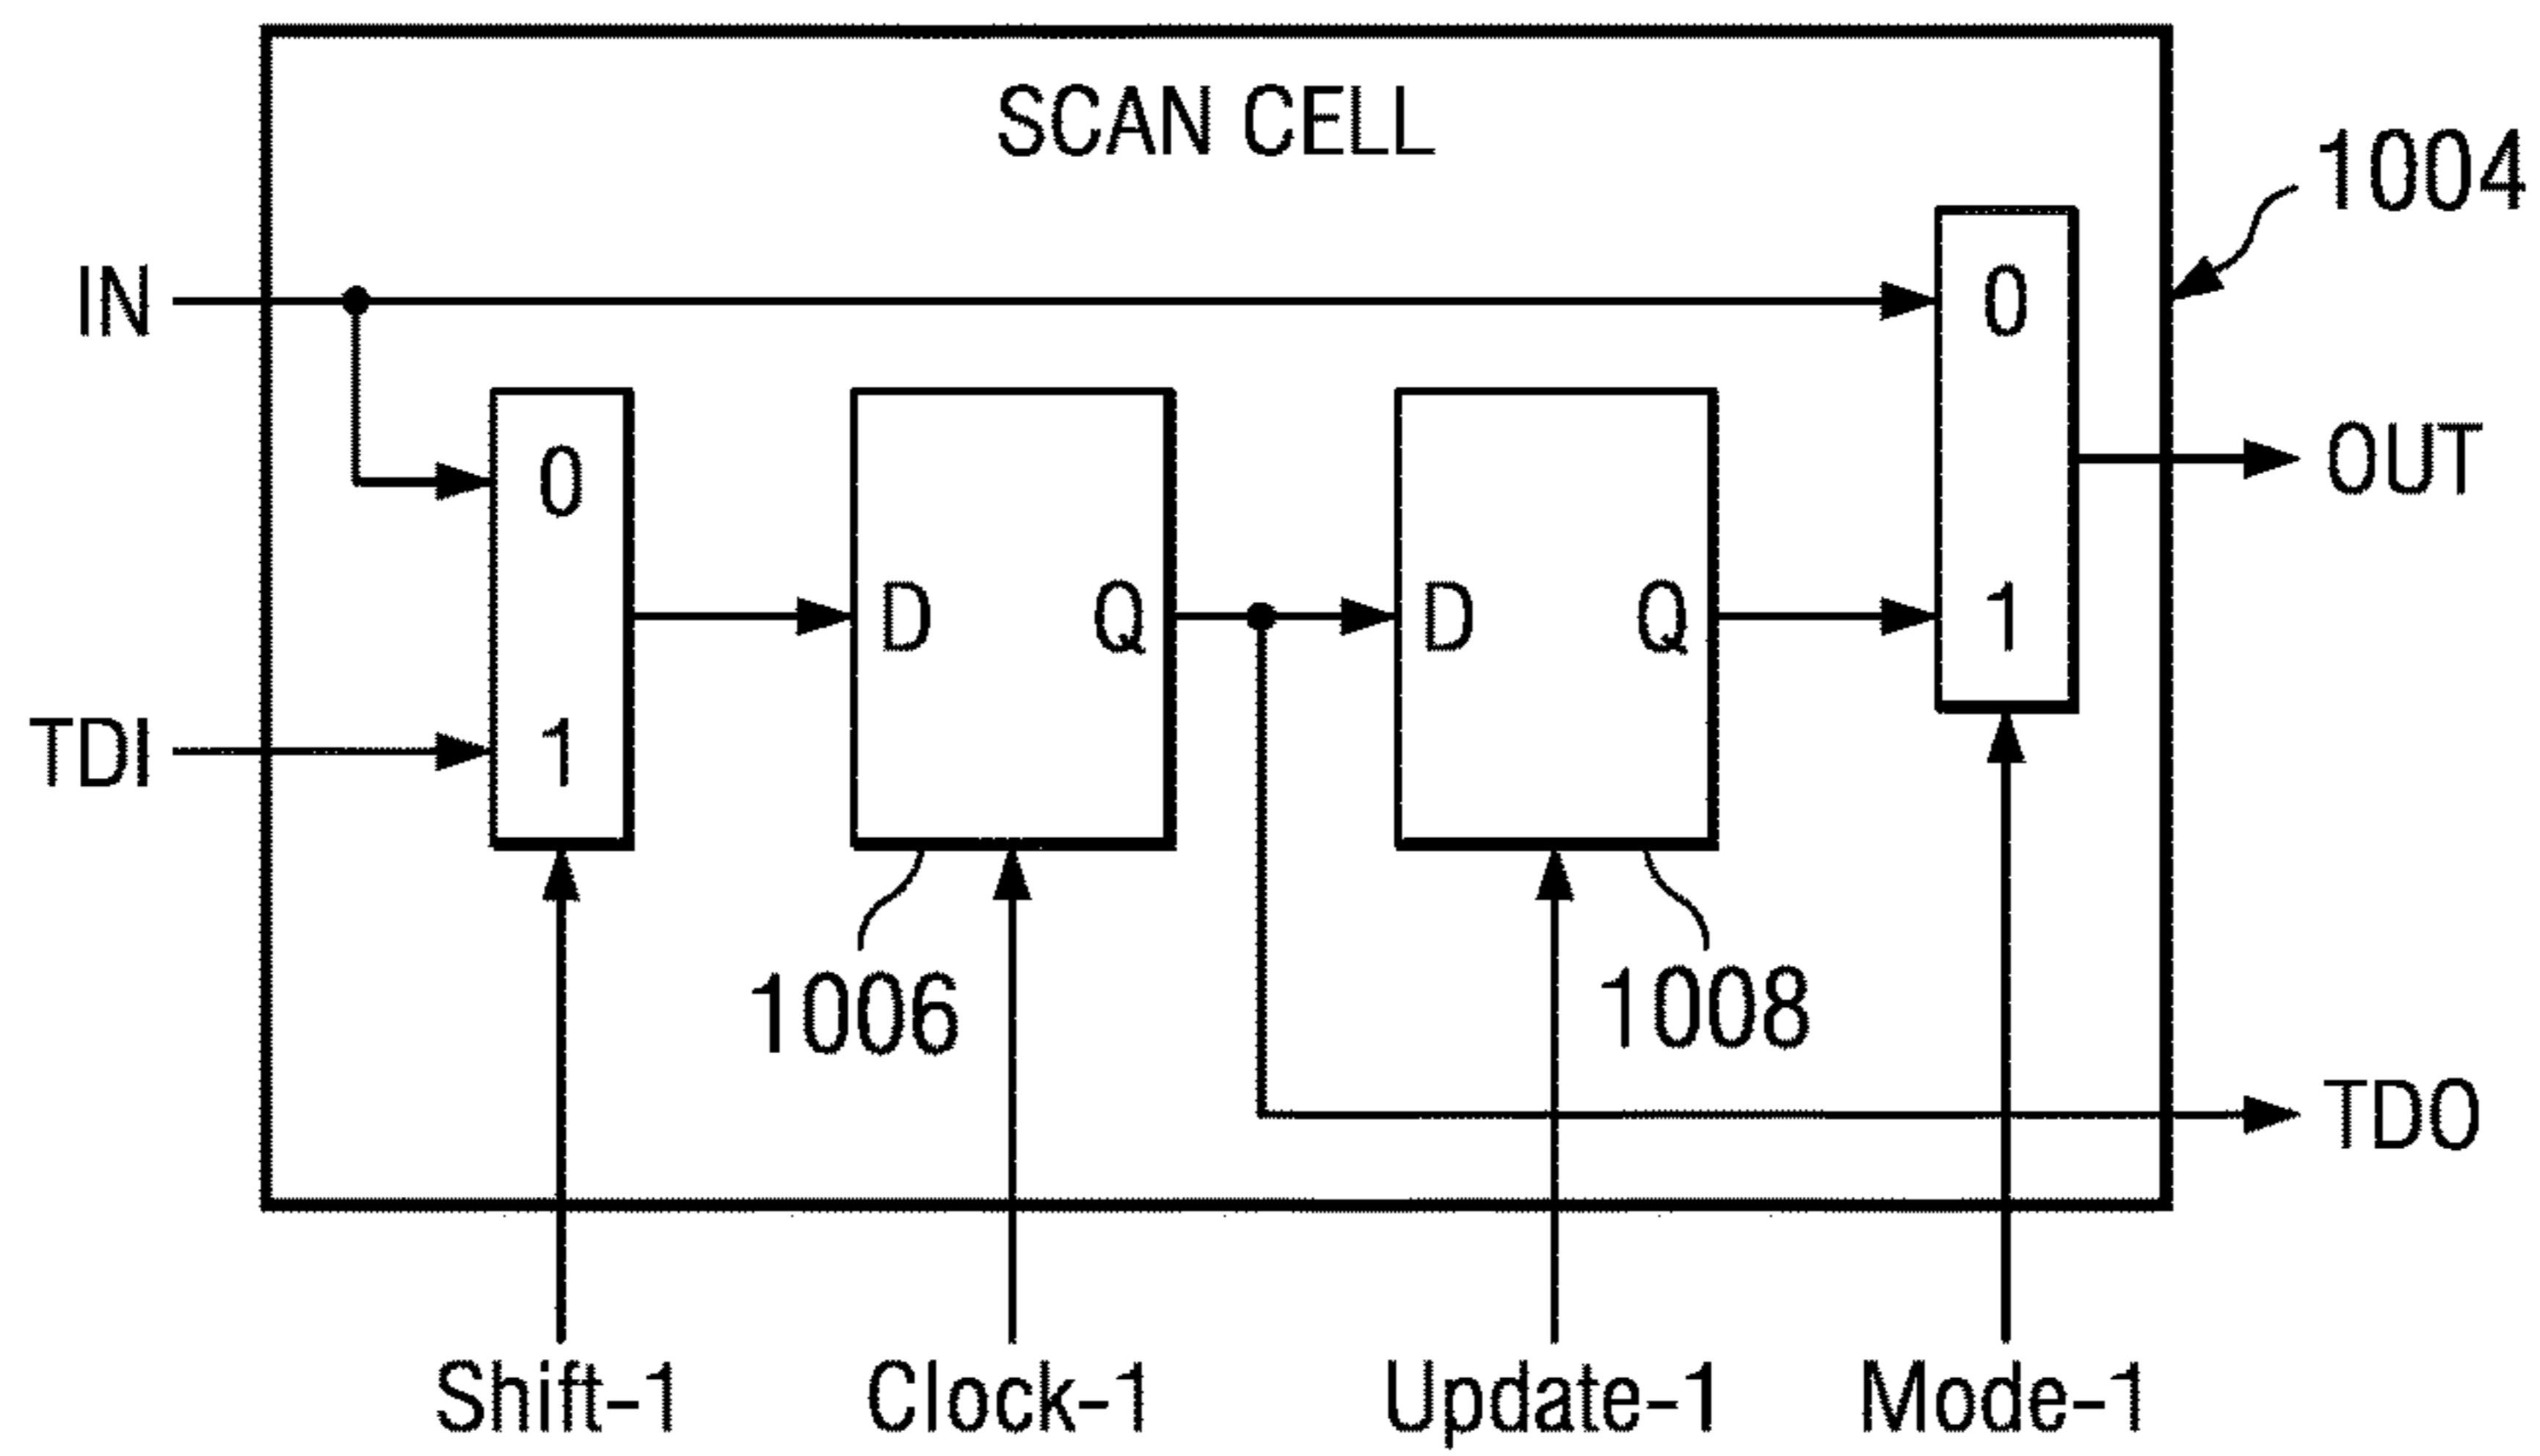 SCAN CELL
1004
IN
0
0
OUT
D Q D Q
1
TDI
1
1006
1008
TDO
Shift-1 Clock-1 Update-1 Mode-1